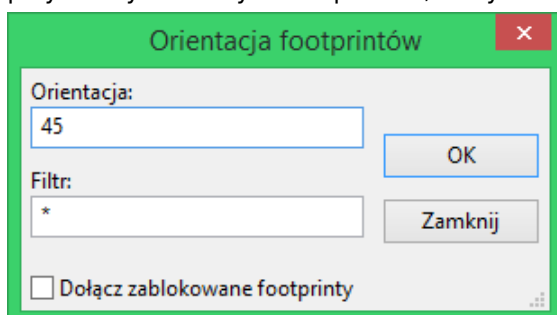 Orientacja footprintów
Orientacja:
45
OK
Filtr:
*
Zamknij
Dołącz zablokowane footprinty